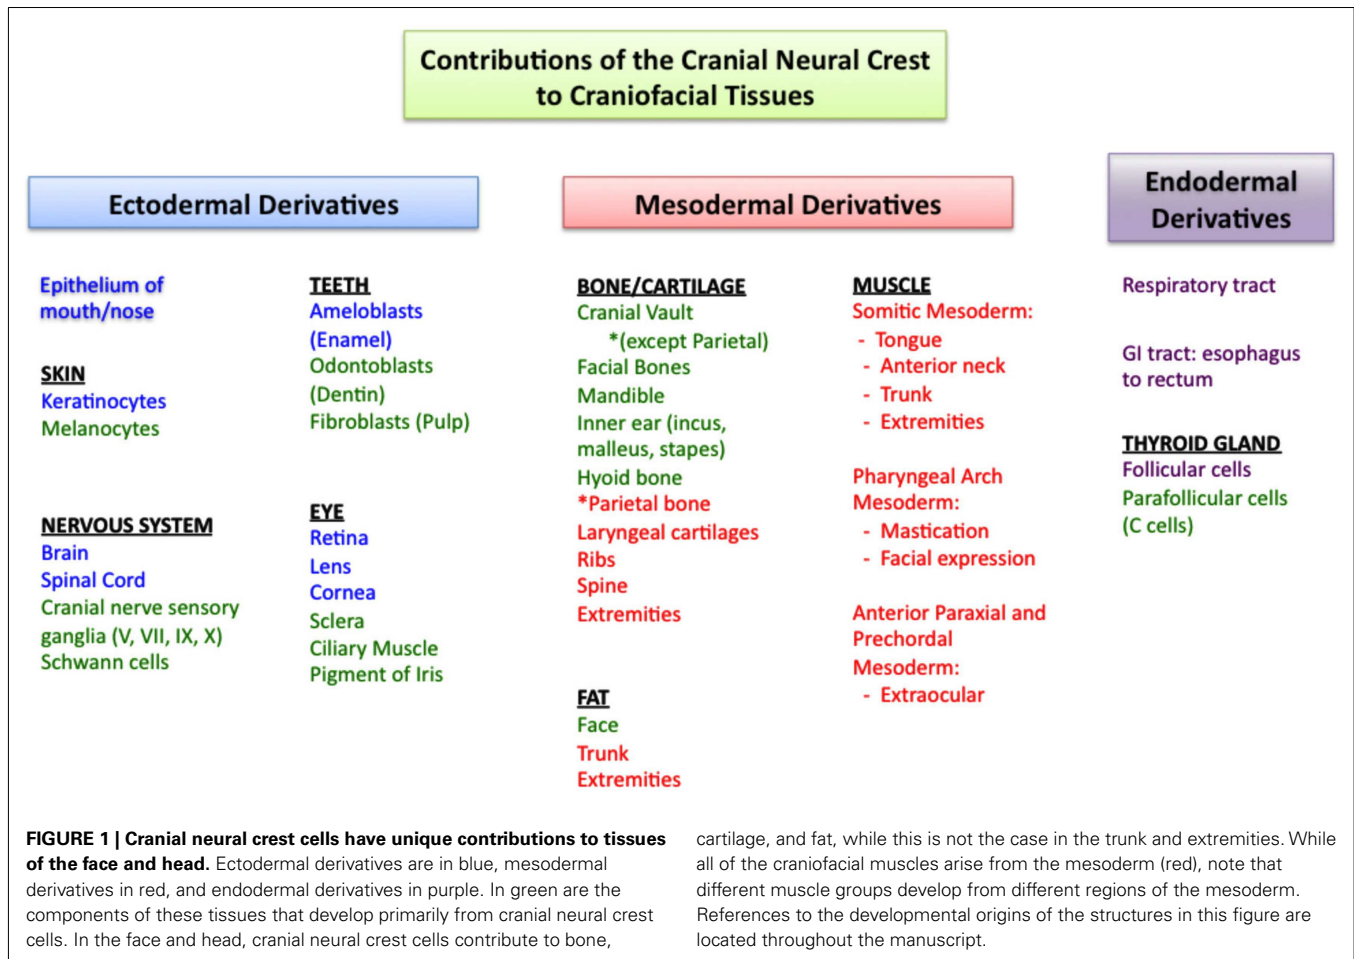 Contributions of the Cranial Neural Crest
to Craniofacial Tissues
Ectodermal Derivatives
Epithelium of
mouth/nose
SKIN
Keratinocytes
Melanocytes
NERVOUS SYSTEM
Brain
Spinal Cord
Cranial nerve sensory
ganglia (V, VII, IX, X)
Schwann cells
TEETH
Ameloblasts
(Enamel)
Odontoblasts
(Dentin)
Fibroblasts (Pulp)
EYE
Retina
Lens
Cornea
Sclera
Ciliary Muscle
Pigment of Iris
Mesodermal Derivatives
BONE/CARTILAGE
Cranial Vault
*(except Parietal)
Facial Bones
Mandible
Inner ear (incus,
malleus, stapes)
Hyoid bone
*Parietal bone
Laryngeal cartilages
Ribs
Spine
Extremities
FAT
Face
Trunk
Extremities
MUSCLE
Somitic Mesoderm:
- Tongue
- Anterior neck
- Trunk
- Extremities
Pharyngeal Arch
Mesoderm:
- Mastication
- Facial expression
Anterior Paraxial and
Prechordal
Mesoderm:
- Extraocular
Endodermal
Derivatives
Respiratory tract
GI tract: esophagus
to rectum
THYROID GLAND
Follicular cells
Parafollicular cells
(C cells)
FIGURE 1 | Cranial neural crest cells have unique contributions to tissues
of the face and head. Ectodermal derivatives are in blue, mesodermal
derivatives in red, and endodermal derivatives in purple. In green are the
components of these tissues that develop primarily from cranial neural crest
cells. In the face and head, cranial neural crest cells contribute to bone,
cartilage, and fat, while this is not the case in the trunk and extremities. While
all of the craniofacial muscles arise from the mesoderm (red), note that
different muscle groups develop from different regions of the mesoderm.
References to the developmental origins of the structures in this figure are
located throughout the manuscript.